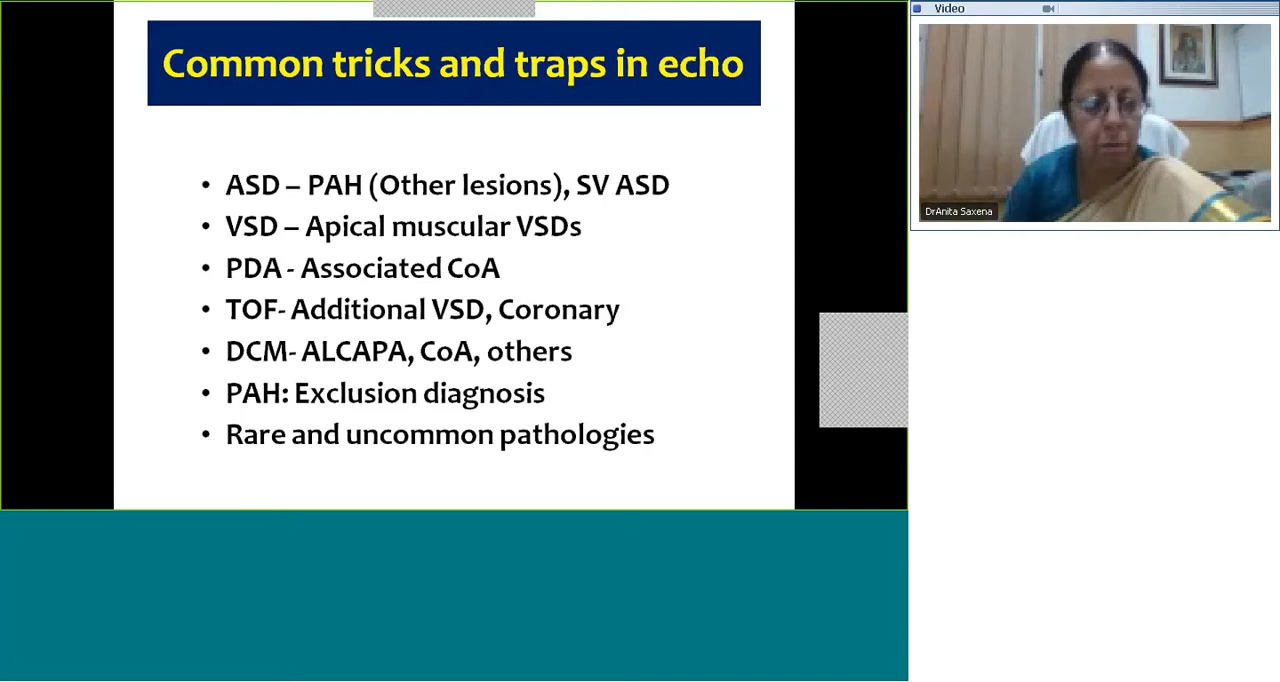 Common tricks and traps in echo
• ASD – PAH (Other lesions), SV ASD
• VSD – Apical muscular VSDs
• PDA - Associated CoA
• TOF- Additional VSD, Coronary
• DCM- ALCAPA, CoA, others
• PAH: Exclusion diagnosis
• Rare and uncommon pathologies
Video
DrAnita Saxena